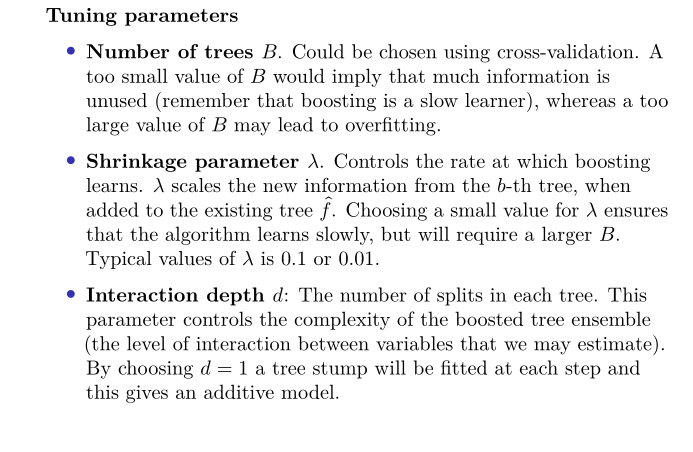 Tuning parameters
• Number of trees B. Could be chosen using cross-validation. A
too small value of B would imply that much information is
unused (remember that boosting is a slow learner), whereas a too
large value of B may lead to overfitting.
• Shrinkage parameter λ. Controls the rate at which boosting
learns. λ scales the new information from the b-th tree, when
added to the existing tree f̂. Choosing a small value for λ ensures
that the algorithm learns slowly, but will require a larger B.
Typical values of λ is 0.1 or 0.01.
• Interaction depth d: The number of splits in each tree. This
parameter controls the complexity of the boosted tree ensemble
(the level of interaction between variables that we may estimate).
By choosing d = 1 a tree stump will be fitted at each step and
this gives an additive model.